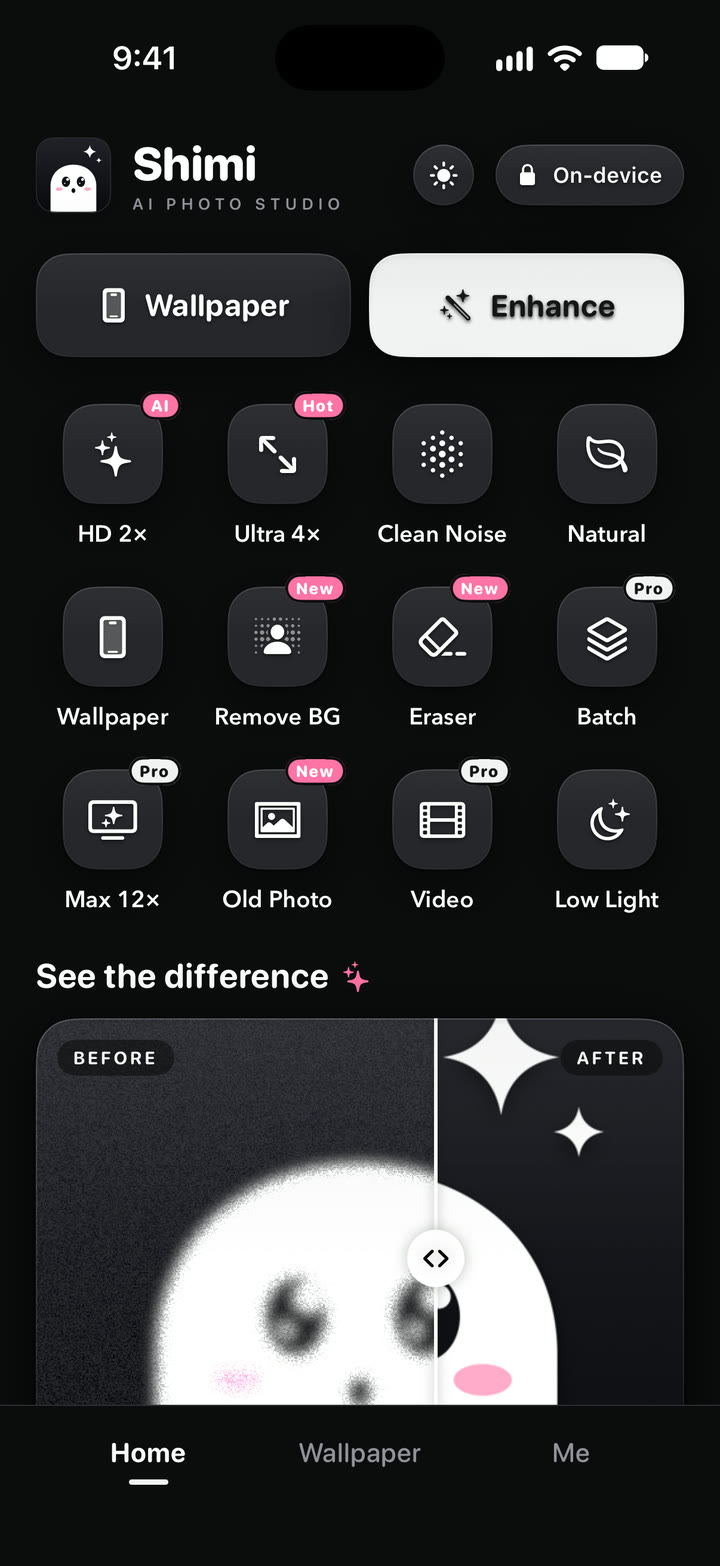 9:41
Shimi
AI PHOTO STUDIO
On-device
Wallpaper
Enhance
AI
Hot
HD 2×
Ultra 4×
Clean Noise
Natural
New
New
Pro
Wallpaper
Remove BG
Eraser
Batch
Pro
New
Pro
Max 12×
Old Photo
Video
Low Light
See the difference
BEFORE
AFTER
Home
Wallpaper
Me